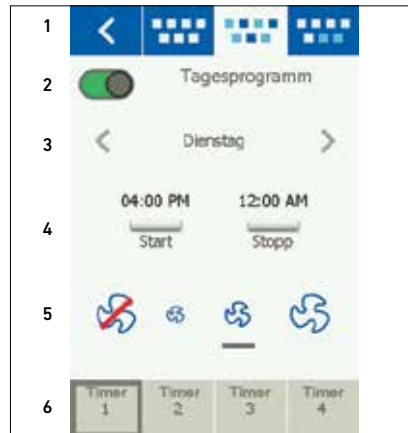 1
2 Tagesprogramm
3 Dienstag
04:00 PM 12:00 AM
4
Start Stopp
5
Timer Timer Timer Timer
6 1 2 3 4